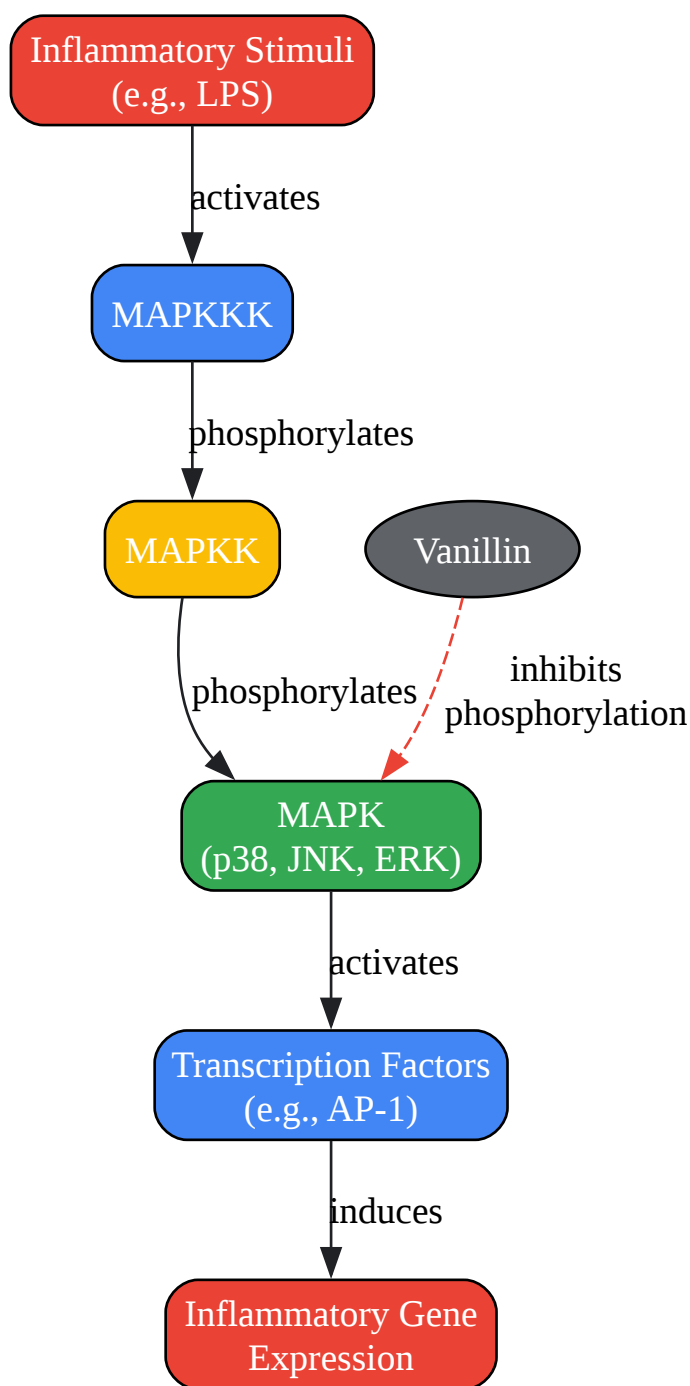 Inflammatory Stimuli
(e.g., LPS)
activates
MAPKKK
phosphorylates
MAPKK
Vanillin
phosphorylates
inhibits
phosphorylation
MAPK
(p38, JNK, ERK)
activates
Transcription Factors
(e.g., AP-1)
induces
Inflammatory Gene
Expression